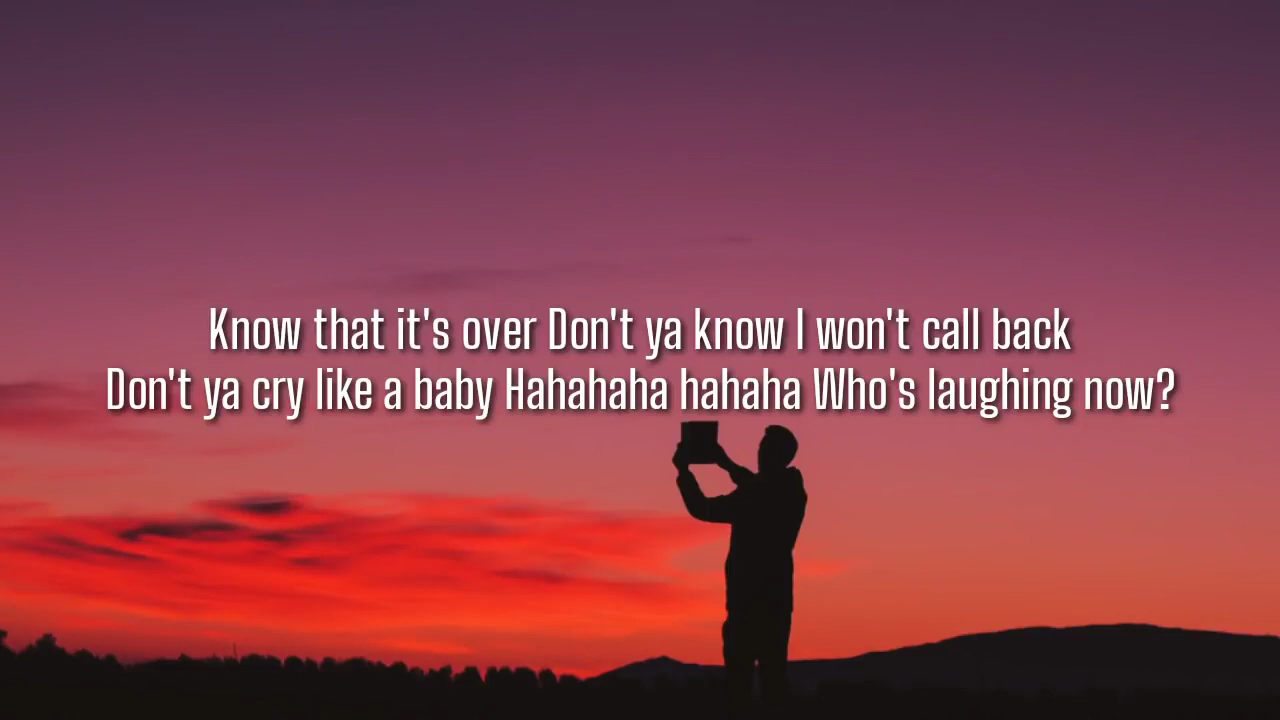 Know that it's over Don't ya know I won't call back
Don't ya cry like a baby Hahahaha hahaha Who's laughing now?